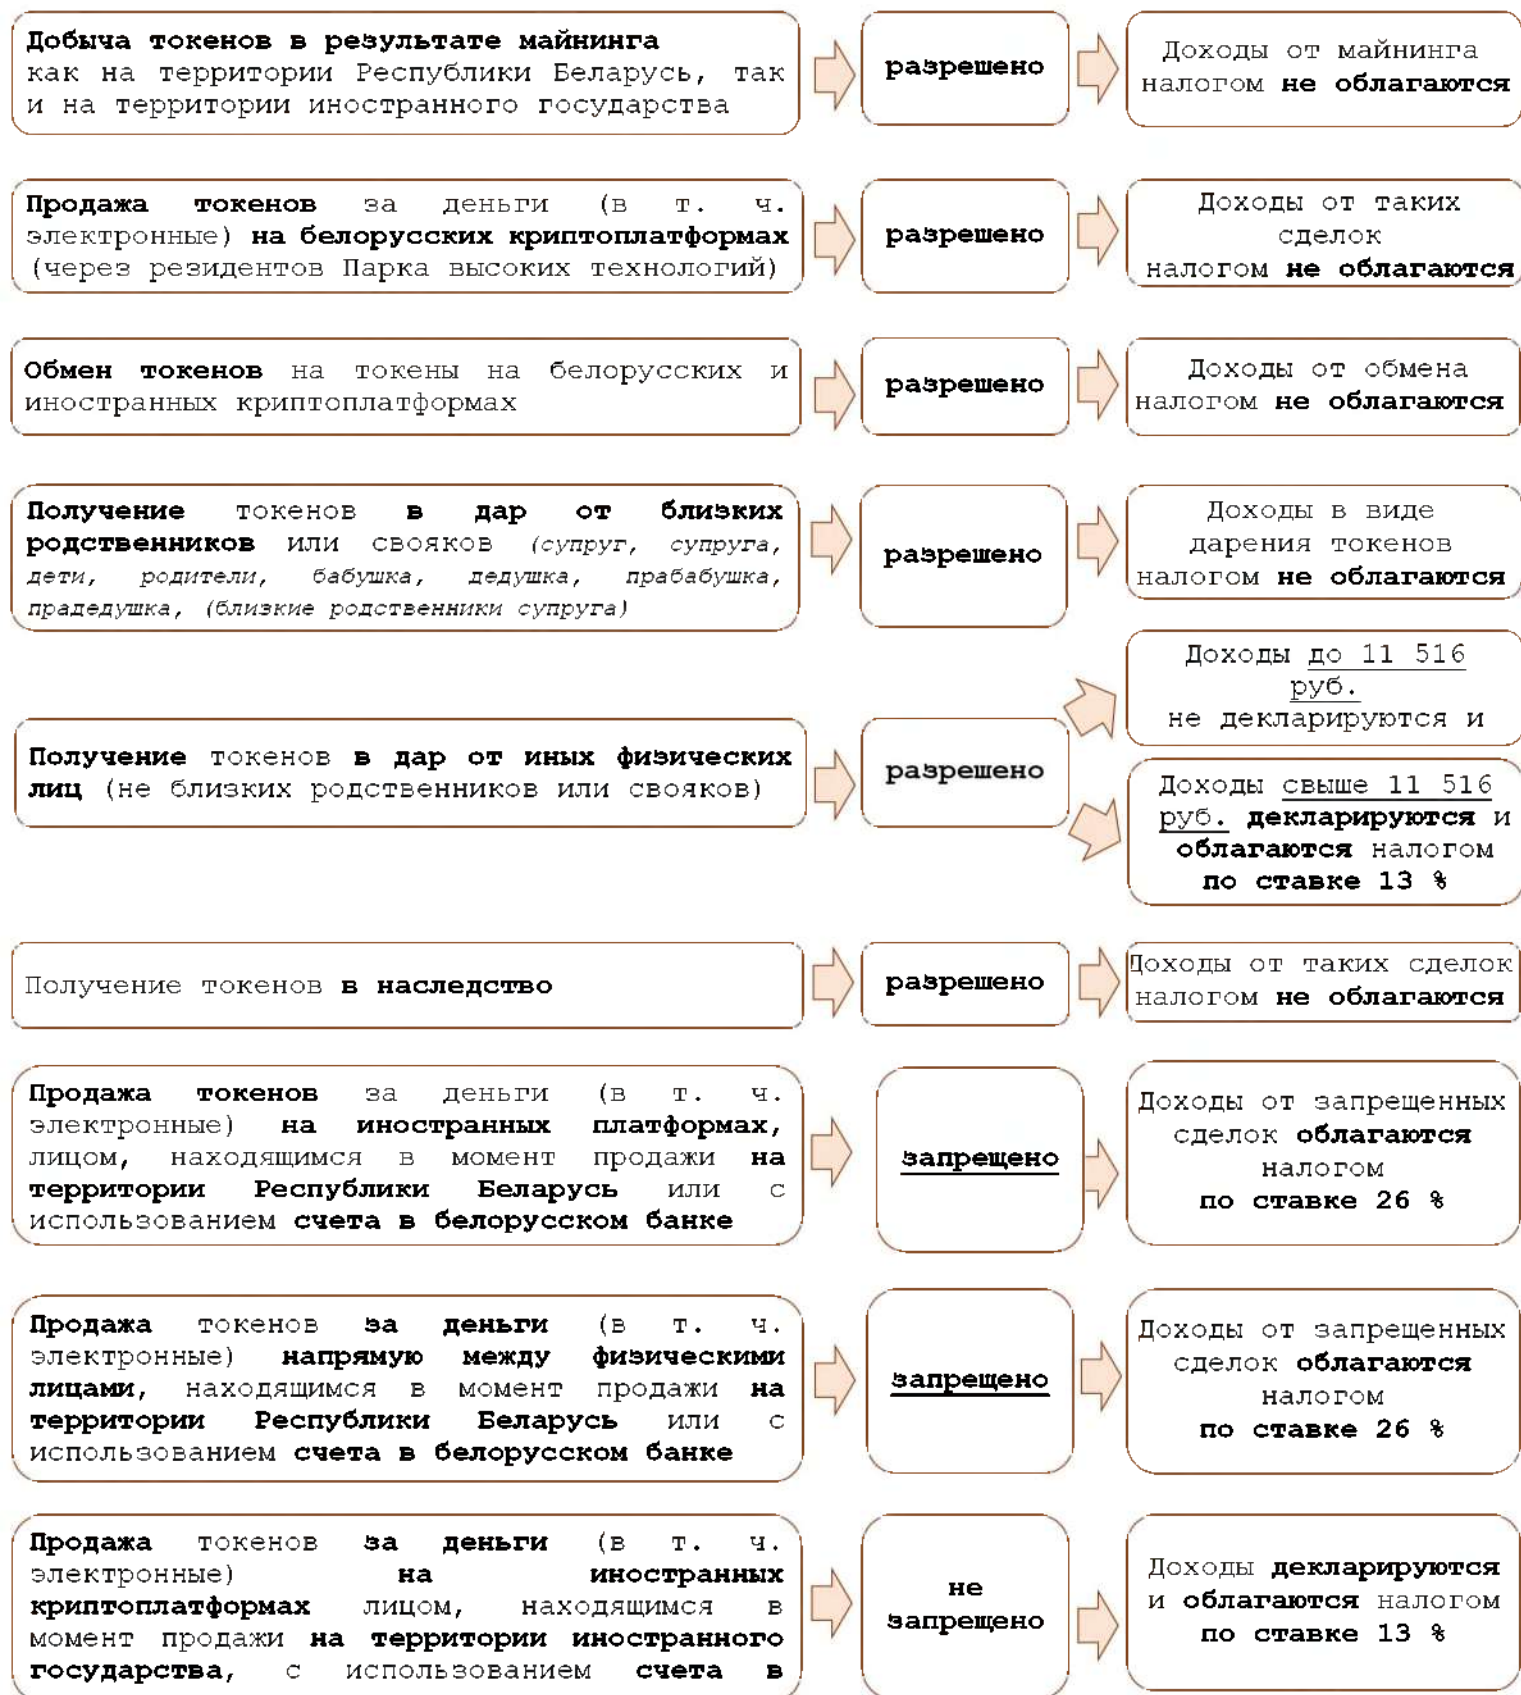 Добыча токенов в результате майнинга
как на территории Республики Беларусь, так
и на территории иностранного государства
разрешено
Доходы от майнинга
налогом не облагаются
Продажа токенов за деньги (в т. ч.
электронные) на белорусских криптоплатформах
(через резидентов Парка высоких технологий)
разрешено
Доходы от таких
сделок
налогом не облагаются
Обмен токенов на токены на белорусских и
иностранных криптоплатформах
разрешено
Доходы от обмена
налогом не облагаются
Получение токенов в дар от близких
родственников или свояков (супруг, супруга,
дети, родители, бабушка, дедушка, прабабушка,
прадедушка, (близкие родственники супруга)
разрешено
Доходы в виде
дарения токенов
налогом не облагаются
Получение токенов в дар от иных физических
лиц (не близких родственников или свояков)
разрешено
Доходы до 11 516
руб.
не декларируются и
Доходы свыше 11 516
руб. декларируются и
облагаются налогом
по ставке 13 %
Получение токенов в наследство
разрешено
Доходы от таких сделок
налогом не облагаются
Продажа токенов за деньги (в т. ч.
электронные) на иностранных платформах,
лицом, находящимся в момент продажи на
территории Республики Беларусь или с
использованием счета в белорусском банке
запрещено
Доходы от запрещенных
сделок облагаются
налогом
по ставке 26 %
Продажа токенов за деньги (в т. ч.
электронные) напрямую между физическими
лицами, находящимся в момент продажи на
территории Республики Беларусь или с
использованием счета в белорусском банке
запрещено
Доходы от запрещенных
сделок облагаются
налогом
по ставке 26 %
Продажа токенов за деньги (в т. ч.
электронные) на иностранных
криптоплатформах лицом, находящимся в
момент продажи на территории иностранного
государства, с использованием счета в
не
запрещено
Доходы декларируются
и облагаются налогом
по ставке 13 %